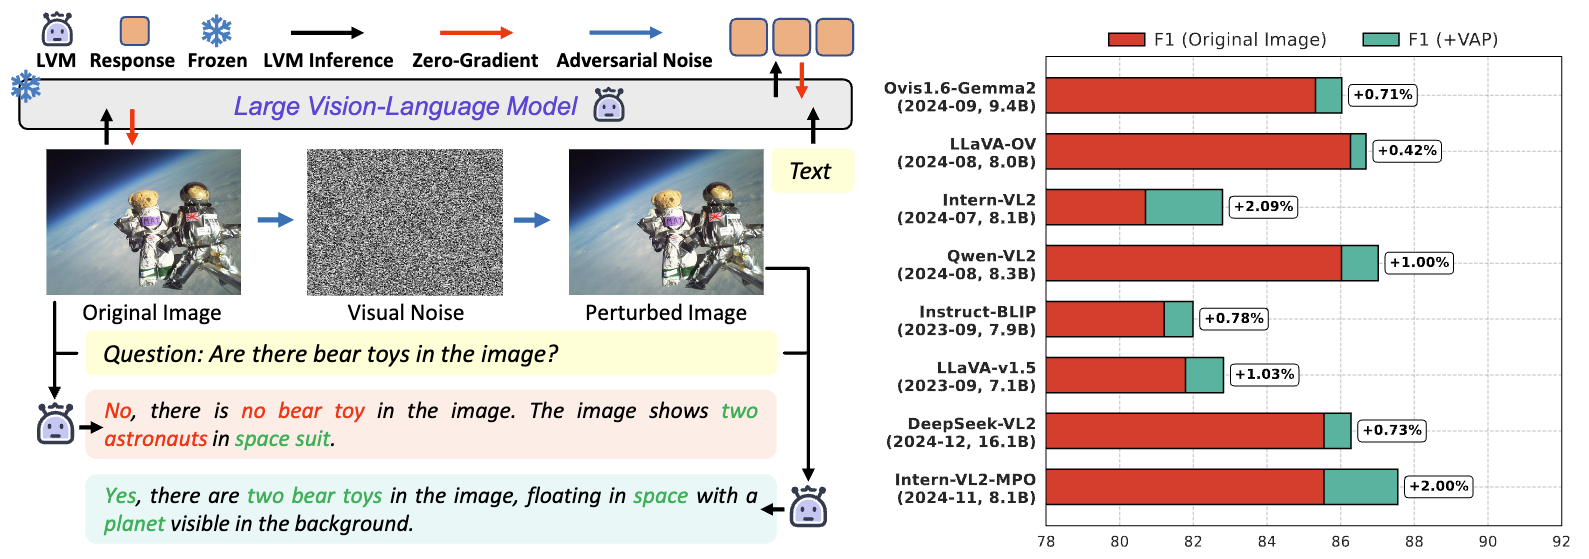 LVM
Response
Frozen
LVM Inference
Zero-Gradient
Adversarial Noise
Large Vision-Language Model
Text
Original Image
Visual Noise
Perturbed Image
Question: Are there bear toys in the image?
No, there is no bear toy in the image. The image shows two
astronauts in space suit.
Yes, there are two bear toys in the image, floating in space with a
planet visible in the background.
F1 (Original Image)
F1 (+VAP)
Ovis1.6-Gemma2
(2024-09, 9.4B)
+0.71%
LLaVA-OV
(2024-08, 8.0B)
+0.42%
Intern-VL2
(2024-07, 8.1B)
+2.09%
Qwen-VL2
(2024-08, 8.3B)
+1.00%
Instruct-BLIP
(2023-09, 7.9B)
+0.78%
LLaVA-v1.5
(2023-09, 7.1B)
+1.03%
DeepSeek-VL2
(2024-12, 16.1B)
+0.73%
Intern-VL2-MPO
(2024-11, 8.1B)
+2.00%
78 80 82 84 86 88 90 92